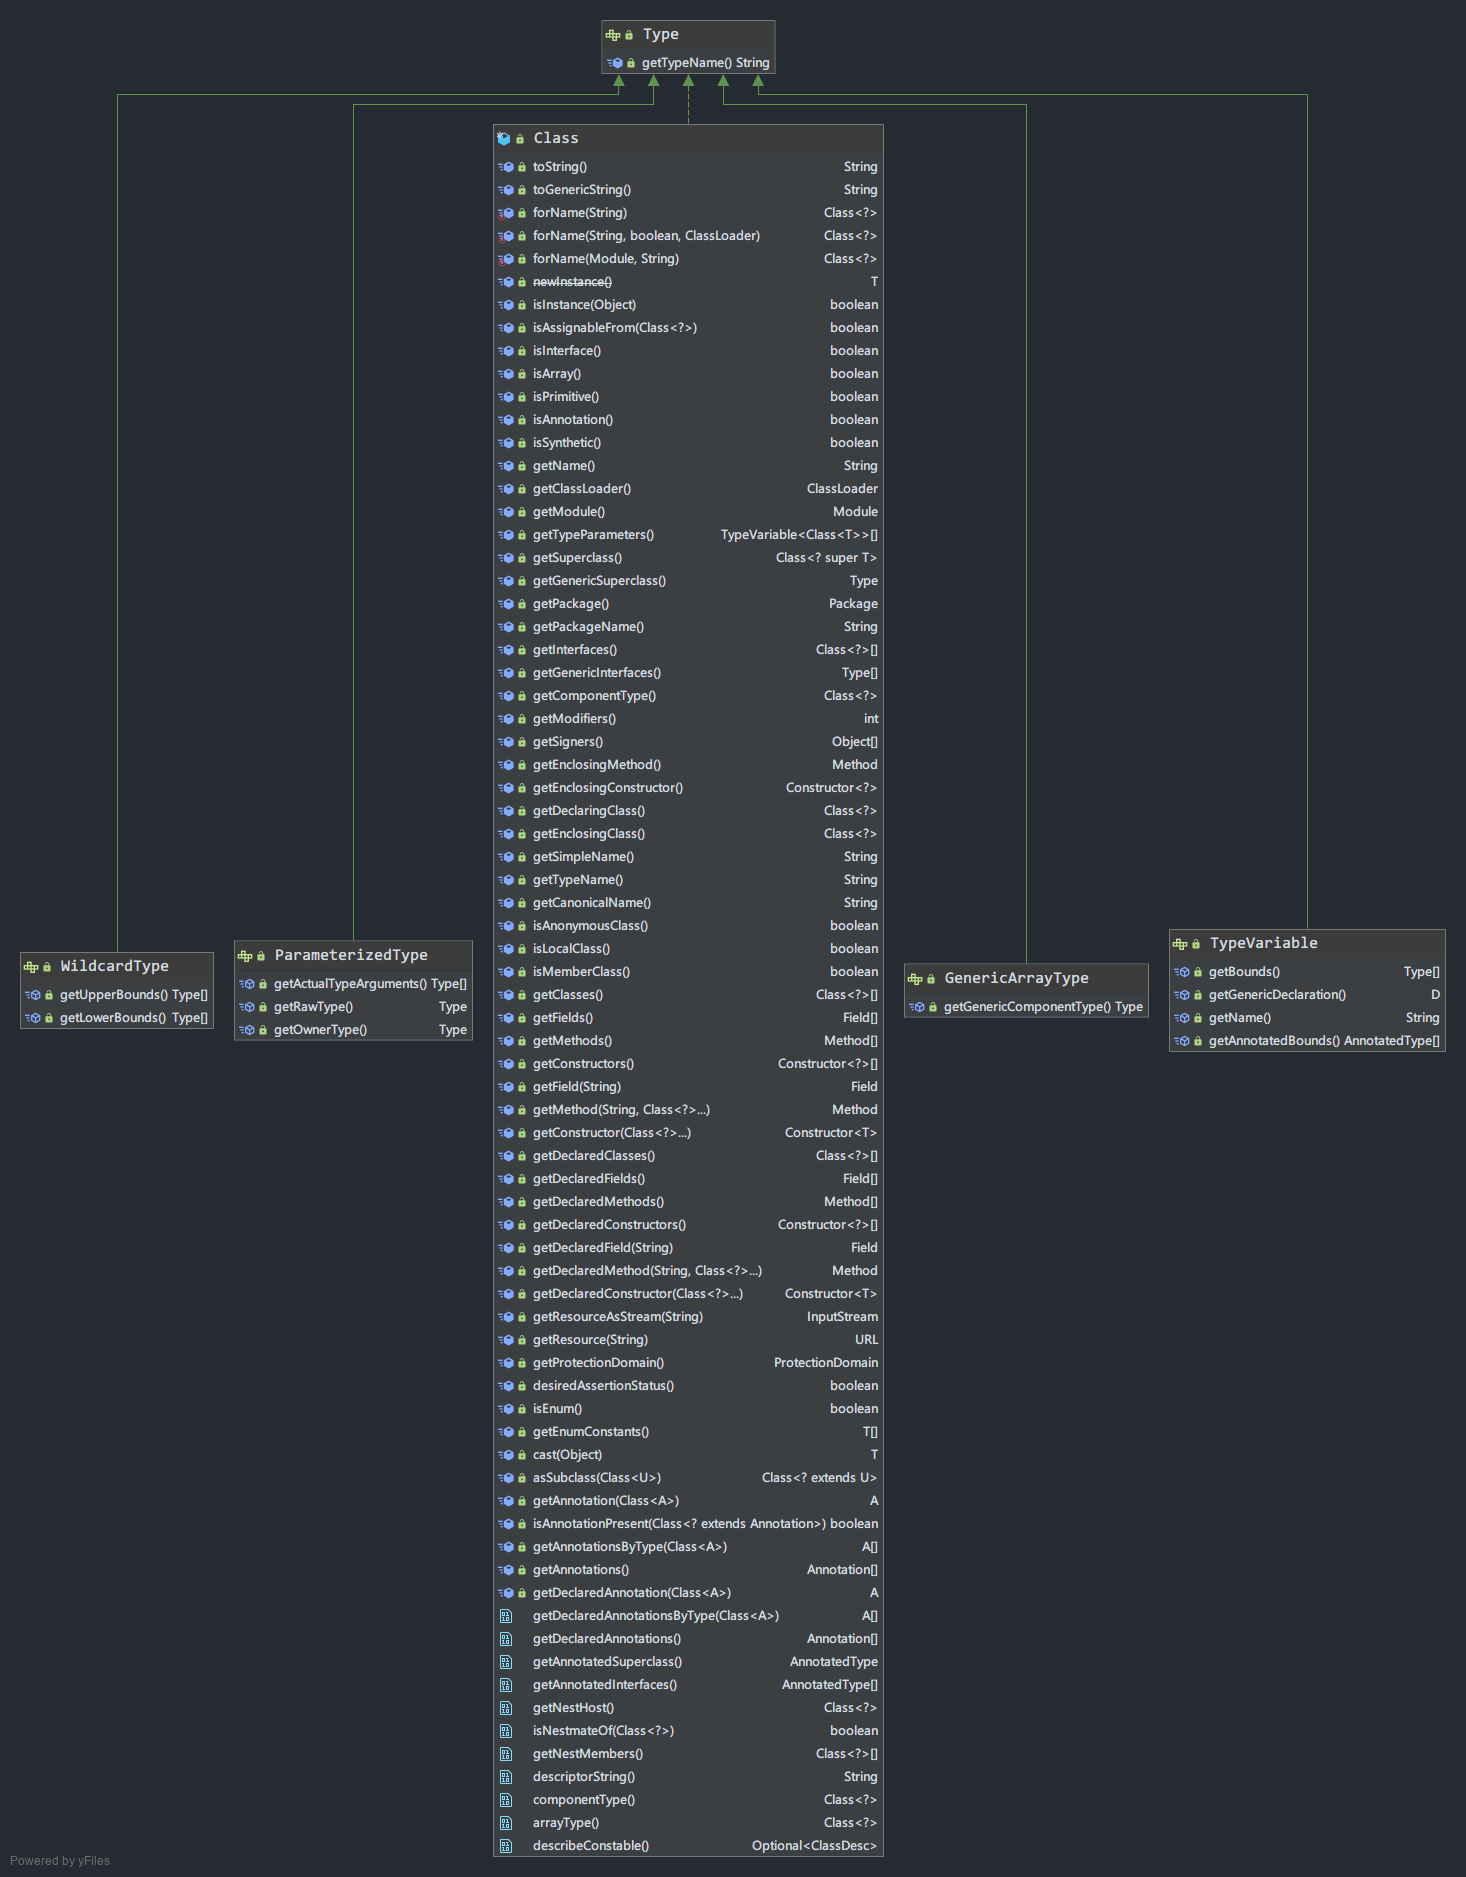 Type
getTypeName() String
Class
toString() String
toGenericString() String
forName(String) Class<?>
forName(String, boolean, ClassLoader) Class<?>
forName(Module, String) Class<?>
newInstance() T
isInstance(Object) boolean
isAssignableFrom(Class<?>) boolean
isInterface() boolean
isArray() boolean
isPrimitive() boolean
isAnnotation() boolean
isSynthetic() boolean
getName() String
getClassLoader() ClassLoader
getModule() Module
getTypeParameters() TypeVariable<Class<T>>[]
getSuperclass() Class<? super T>
getGenericSuperclass() Type
getPackage() Package
getPackageName() String
getInterfaces() Class<?>[]
getGenericInterfaces() Type[]
getComponentType() Class<?>
getModifiers() int
getSigners() Object[]
getEnclosingMethod() Method
getEnclosingConstructor() Constructor<?>
getDeclaringClass() Class<?>
getEnclosingClass() Class<?>
getSimpleName() String
getTypeName() String
getCanonicalName() String
isAnonymousClass() boolean
isLocalClass() boolean
isMemberClass() boolean
getClasses() Class<?>[]
getFields() Field[]
getMethods() Method[]
getConstructors() Constructor<?>[]
getField(String) Field
getMethod(String, Class<?>...) Method
getConstructor(Class<?>...) Constructor<T>
getDeclaredClasses() Class<?>[]
getDeclaredFields() Field[]
getDeclaredMethods() Method[]
getDeclaredConstructors() Constructor<?>[]
getDeclaredField(String) Field
getDeclaredMethod(String, Class<?>...) Method
getDeclaredConstructor(Class<?>...) Constructor<T>
getResourceAsStream(String) InputStream
getResource(String) URL
getProtectionDomain() ProtectionDomain
desiredAssertionStatus() boolean
isEnum() boolean
getEnumConstants() T[]
cast(Object) T
asSubclass(Class<U>) Class<? extends U>
getAnnotation(Class<A>) A
isAnnotationPresent(Class<? extends Annotation>) boolean
getAnnotationsByType(Class<A>) A[]
getAnnotations() Annotation[]
getDeclaredAnnotation(Class<A>) A
getDeclaredAnnotationsByType(Class<A>) A[]
getDeclaredAnnotations() Annotation[]
getAnnotatedSuperclass() AnnotatedType
getAnnotatedInterfaces() AnnotatedType[]
getNestHost() Class<?>
isNestmateOf(Class<?>) boolean
getNestMembers() Class<?>[]
descriptorString() String
componentType() Class<?>
arrayType() Class<?>
describeConstable() Optional<ClassDesc>
WildcardType
getUpperBounds() Type[]
getLowerBounds() Type[]
ParameterizedType
getActualTypeArguments() Type[]
getRawType() Type
getOwnerType() Type
GenericArrayType
getGenericComponentType() Type
TypeVariable
getBounds() Type[]
getGenericDeclaration() D
getName() String
getAnnotatedBounds() AnnotatedType[]
Powered by yFiles